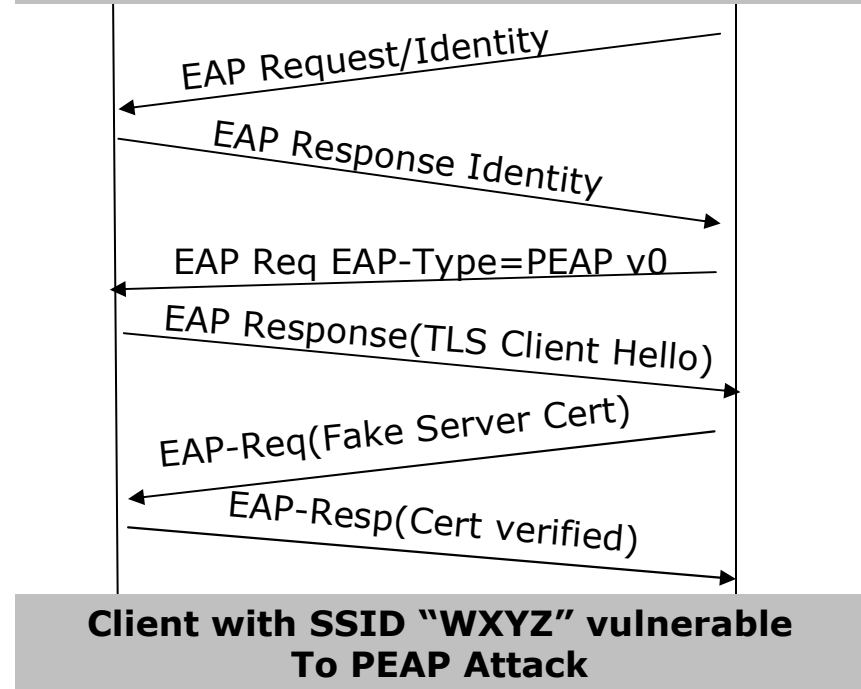 EAP Request/Identity
EAP Response Identity
EAP Req EAP-Type=PEAP v0
EAP Response(TLS Client Hello)
EAP-Req(Fake Server Cert)
EAP-Resp(Cert verified)
Client with SSID “WXYZ” vulnerable
To PEAP Attack